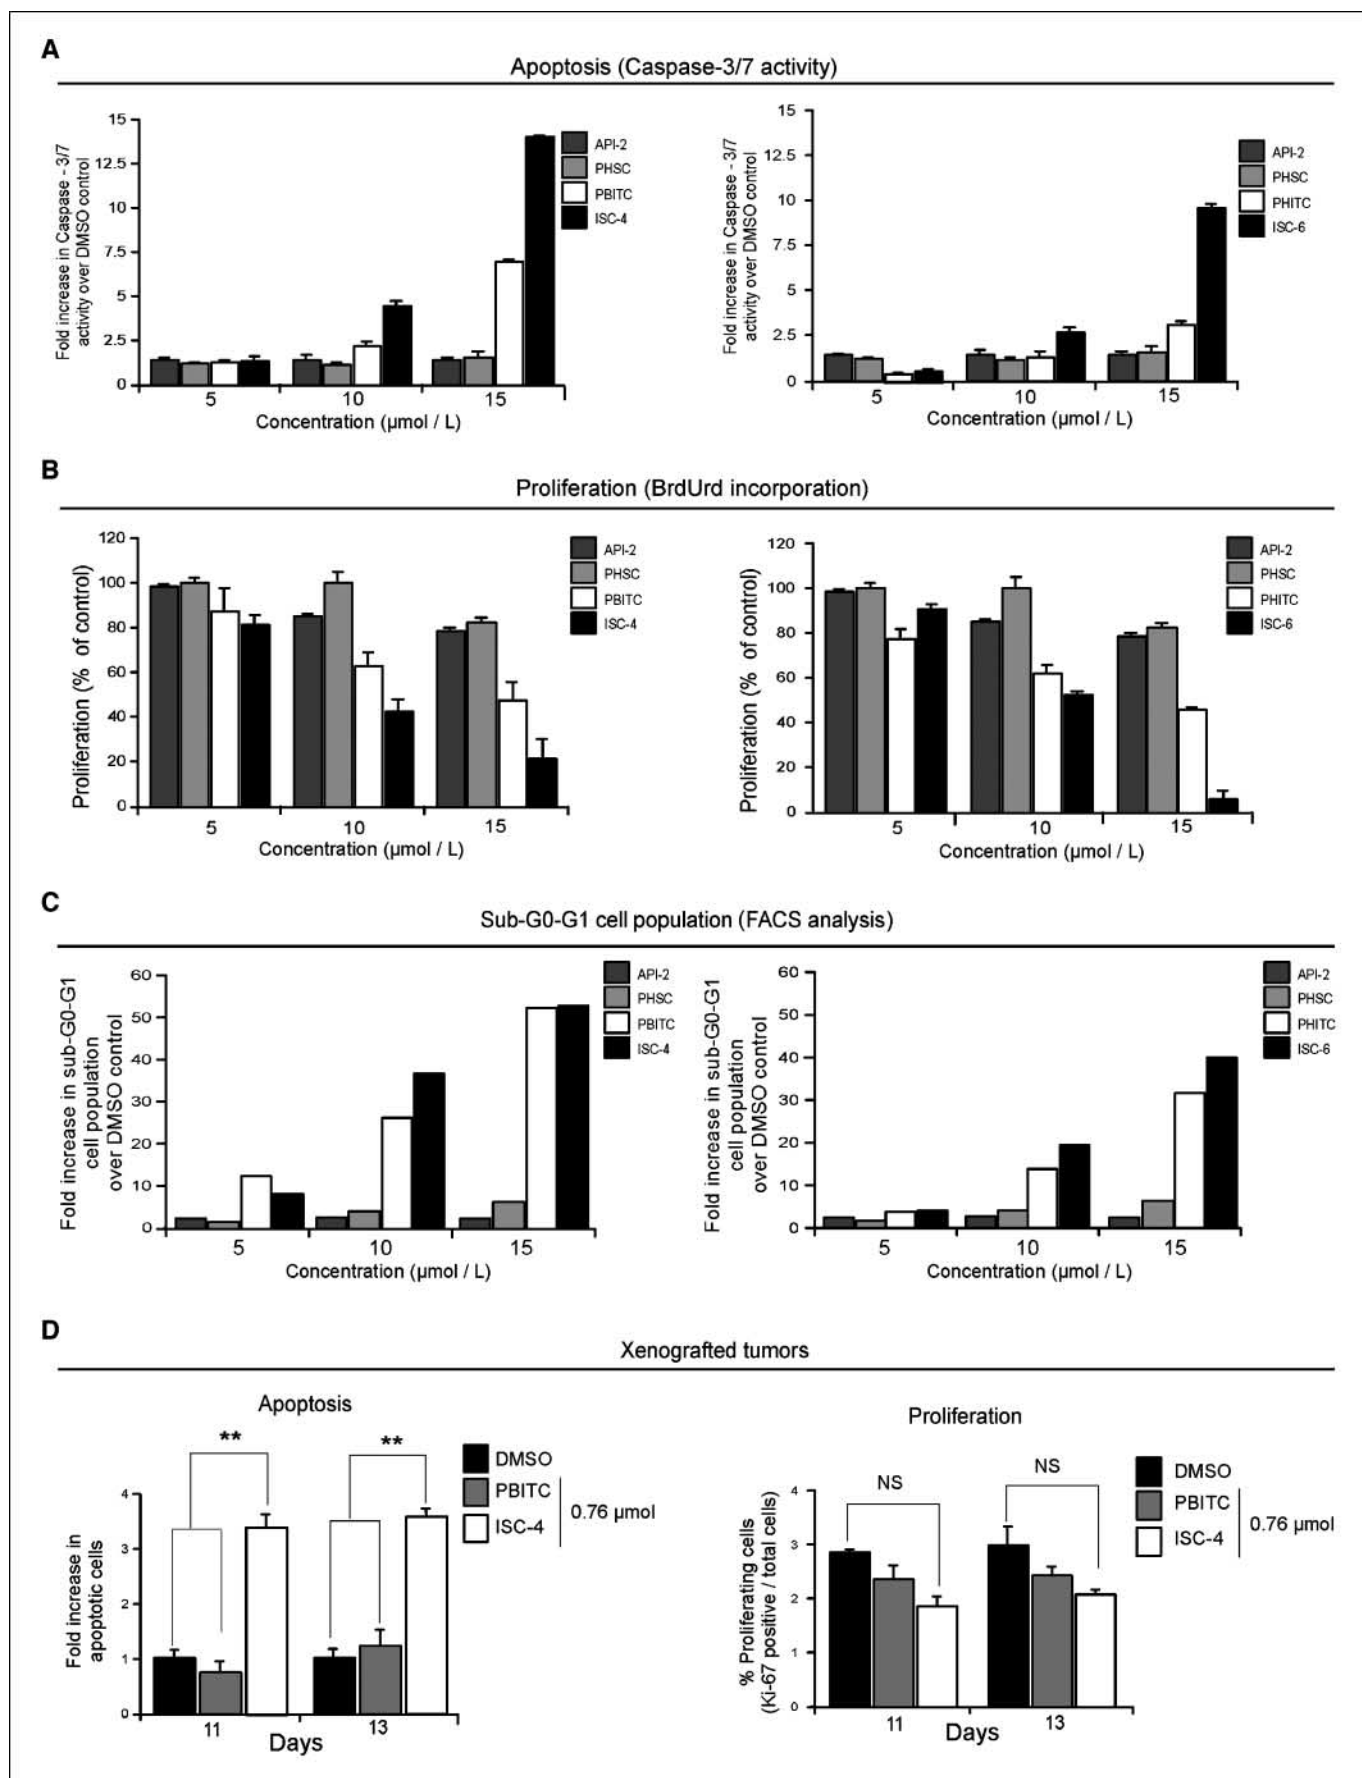 A
Apoptosis (Caspase-3/7 activity)
Fold increase in Caspase - 3/7
activity over DMSO control
15
12.5
10
7.5
5
2.5
0
5
10
15
Concentration (µmol / L)
API-2
PHSC
PBITC
ISC-4
Fold increase in Caspase - 3/7
activity over DMSO control
15
12.5
10
7.5
5
2.5
0
5
10
15
Concentration (µmol / L)
API-2
PHSC
PHITC
ISC-6
B
Proliferation (BrdUrd incorporation)
Proliferation (% of control)
120
100
80
60
40
20
0
5
10
15
Concentration (µmol / L)
API-2
PHSC
PBITC
ISC-4
Proliferation (% of control)
120
100
80
60
40
20
0
5
10
15
Concentration (µmol / L)
API-2
PHSC
PHITC
ISC-6
C
Sub-G0-G1 cell population (FACS analysis)
Fold increase in sub-G0-G1
cell population
over DMSO control
60
50
40
30
20
10
0
5
10
15
Concentration (µmol / L)
API-2
PHSC
PBITC
ISC-4
Fold increase in sub-G0-G1
cell population
over DMSO control
60
50
40
30
20
10
0
5
10
15
Concentration (µmol / L)
API-2
PHSC
PHITC
ISC-6
D
Xenografted tumors
Apoptosis
**
**
Fold increase in
apoptotic cells
4
3
2
1
0
11
13
Days
DMSO
PBITC
ISC-4
0.76 µmol
Proliferation
NS
NS
% Proliferating cells
(Ki-67 positive / total cells)
4
3
2
1
0
11
13
Days
DMSO
PBITC
ISC-4
0.76 µmol